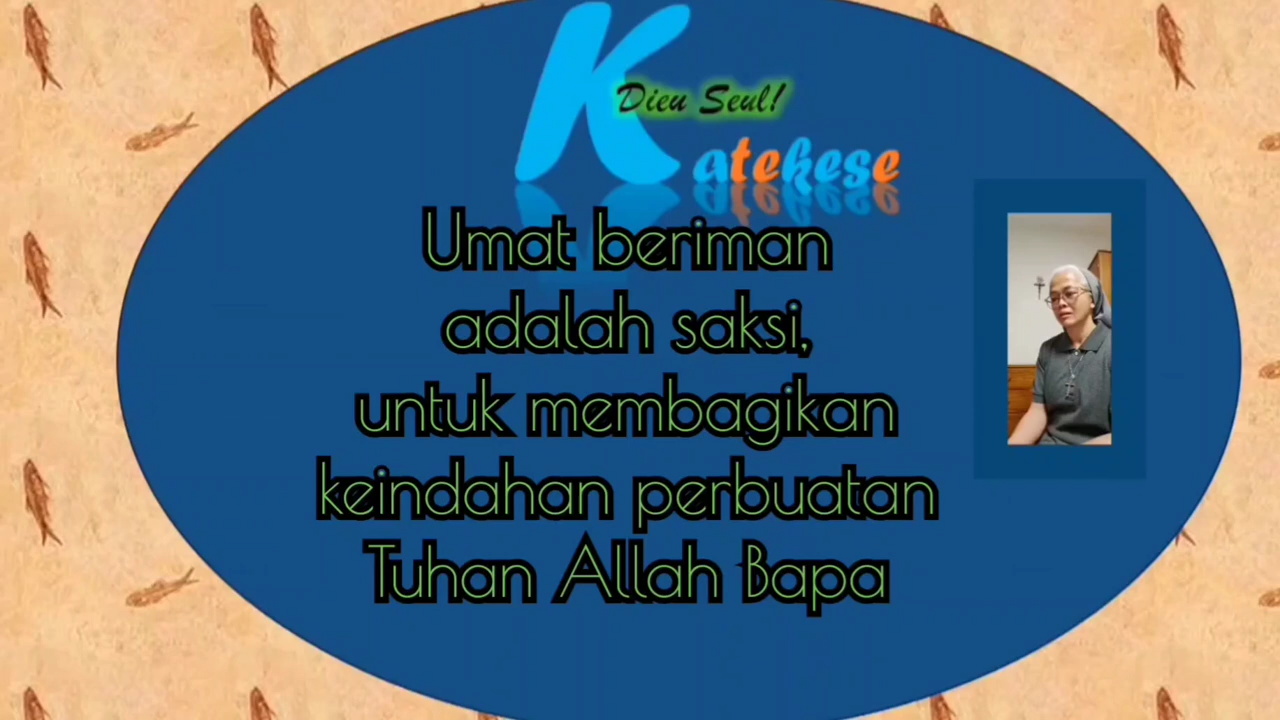 Dieu Seul!
Katekese
Umat beriman
adalah saksi,
untuk membagikan
keindahan perbuatan
Tuhan Allah Bapa